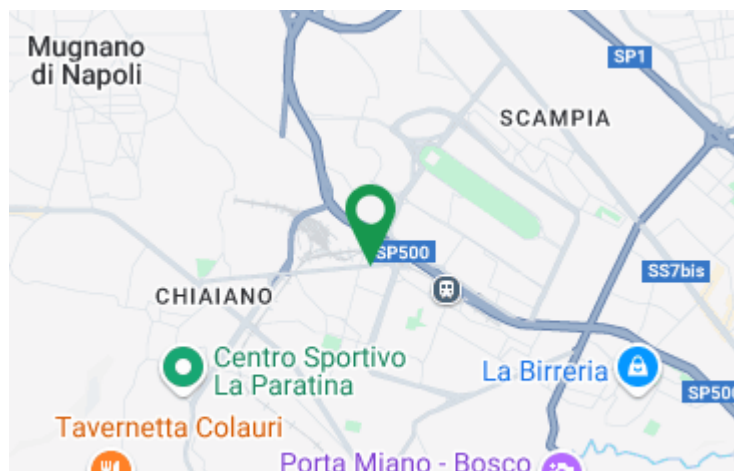 Mugnano
di Napoli
SP1
SCAMPIA
SP500
SS7bis
CHIAIANO
Centro Sportivo
La Paratina
La Birreria
SP500
Tavernetta Colauri
Porta Miano - Bosco